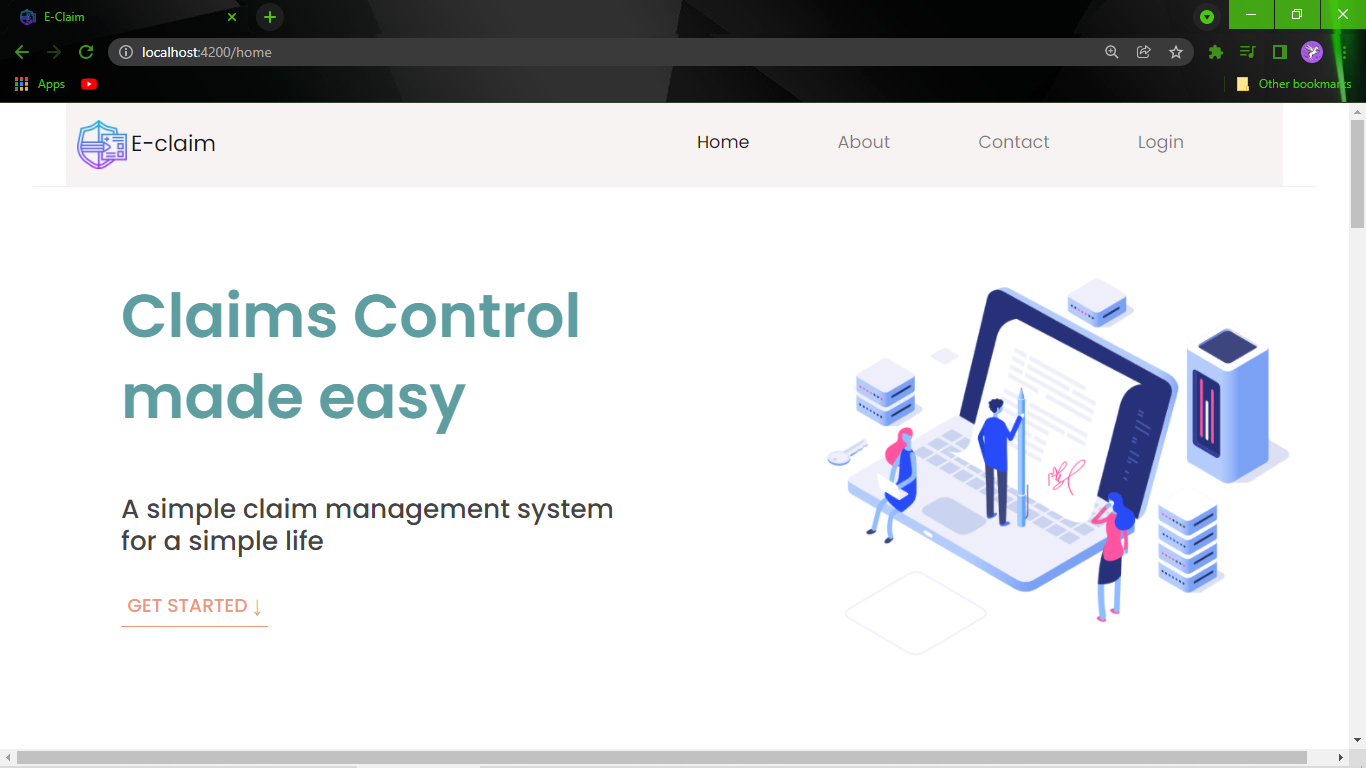 E-Claim
localhost:4200/home
Apps
Other bookmarks
E-claim
Home
About
Contact
Login
Claims Control
made easy
A simple claim management system
for a simple life
GET STARTED ↓